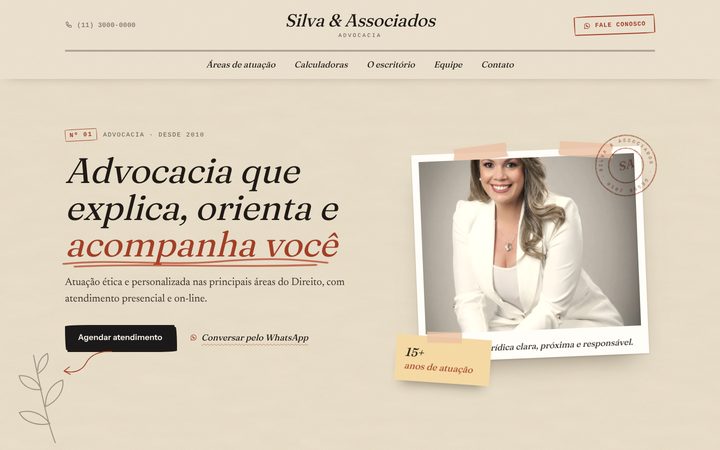 (11) 3000-0000
Silva & Associados
ADVOCACIA
FALE CONOSCO
Áreas de atuação
Calculadoras
O escritório
Equipe
Contato
Nº 01
ADVOCACIA · DESDE 2010
Advocacia que
explica, orienta e
acompanha você
Atuação ética e personalizada nas principais áreas do Direito, com
atendimento presencial e on-line.
Agendar atendimento
Conversar pelo WhatsApp
SILVA & ASSOCIADOS
SA
clara, próxima e responsável.
15+
anos de atuação